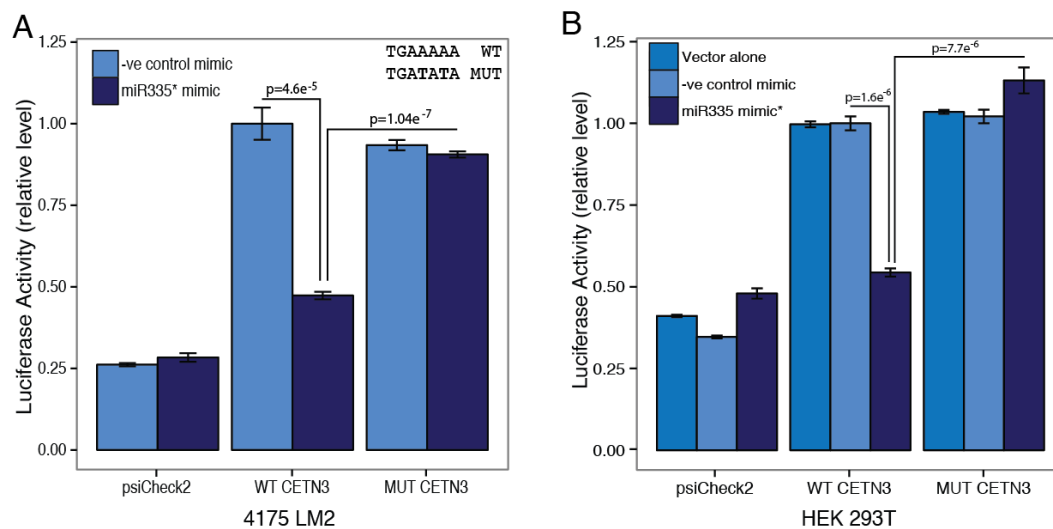 A
Luciferase Activity (relative level)
1.25
1.00
0.75
0.50
0.25
0.00
-ve control mimic
miR335* mimic
TGAAAAA WT
TGATATA MUT
p=4.6e-5
p=1.04e-7
psiCheck2
WT CETN3
MUT CETN3
4175 LM2
B
Luciferase Activity (relative level)
1.25
1.00
0.75
0.50
0.25
0.00
Vector alone
-ve control mimic
miR335 mimic*
p=7.7e-6
p=1.6e-6
psiCheck2
WT CETN3
MUT CETN3
HEK 293T